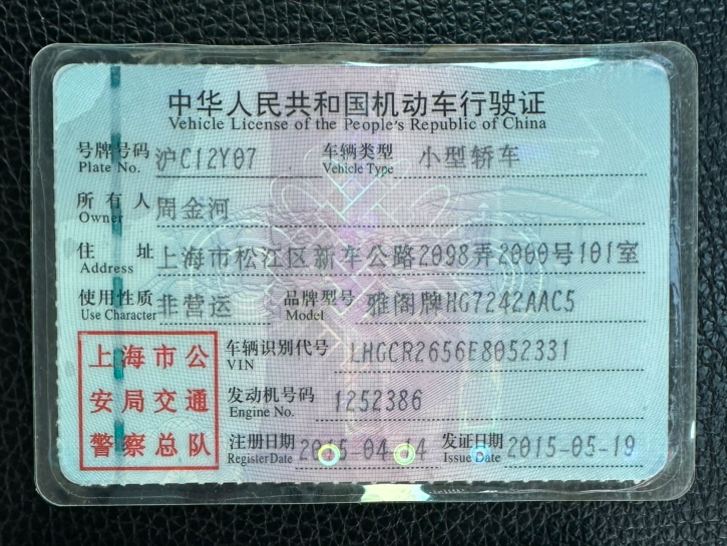 中华人民共和国机动车行驶证
Vehicle License of the People's Republic of China
号牌号码 沪C12Y07 车辆类型 小型轿车
Plate No. Vehicle Type
所有人 周金河
Owner
住址 上海市松江区新车公路2098弄2000号101室
Address
使用性质 非营运 品牌型号 雅阁牌HG7242AAC5
Use Character Model
上海市公
安局交通
警察总队
车辆识别代号 LHGCR2656E8052331
VIN
发动机号码 1252386
Engine No.
注册日期 2015-04-14 发证日期 2015-05-19
Register Date Issue Date